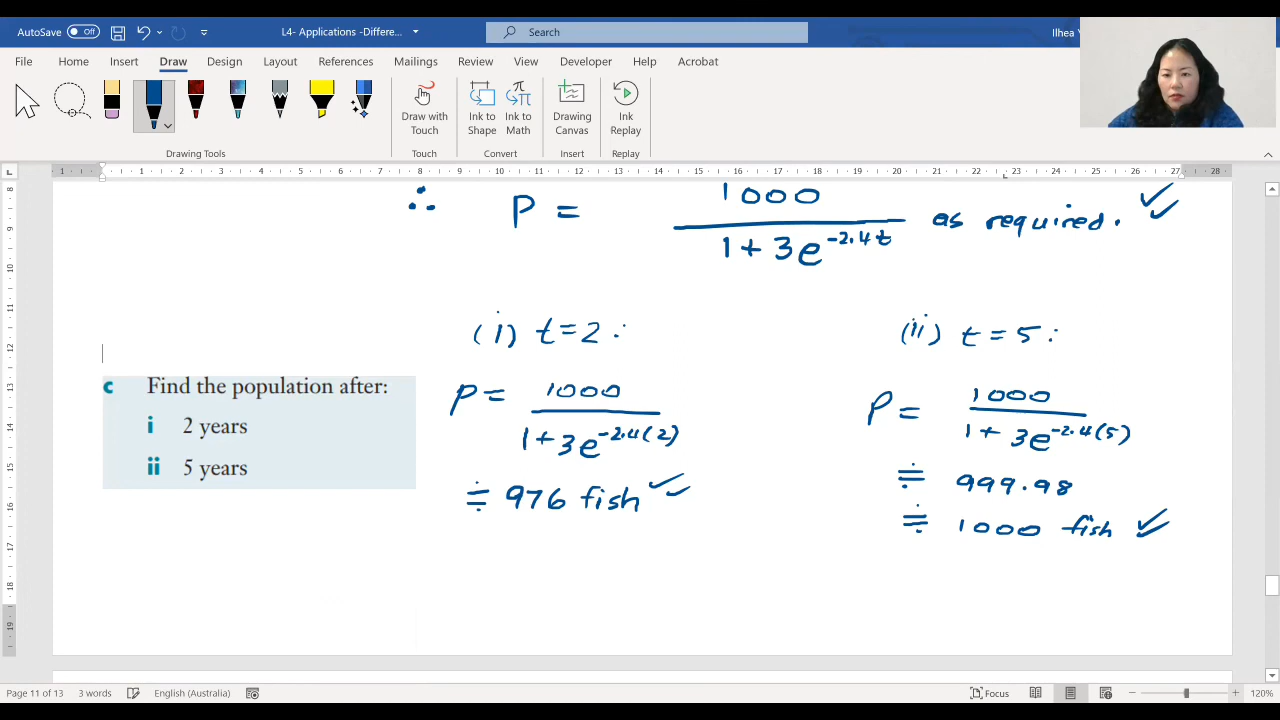 AutoSave Off L4- Applications -Differe... Search Ilhea Y
File Home Insert Draw Design Layout References Mailings Review View Developer Help Acrobat
Draw with Touch Ink to Shape Ink to Math Drawing Canvas Ink Replay
Drawing Tools Touch Convert Insert Replay
∴ P = 1000 / 1+3e^-2.4t as required.
(i) t=2: (ii) t=5:
c Find the population after:
i 2 years
ii 5 years
P = 1000 / 1+3e^-2.4(2)
≑ 976 fish
P = 1000 / 1+3e^-2.4(5)
≑ 999.98
≑ 1000 fish
Page 11 of 13 3 words English (Australia) Focus 120%